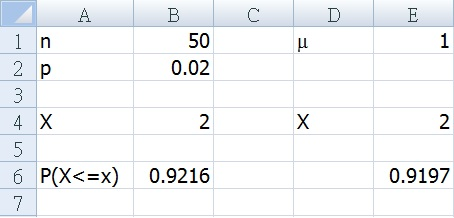 A B C D E
1 n 50 μ 1
2 p 0.02
3
4 X 2 X 2
5
6 P(X<=x) 0.9216 0.9197
7